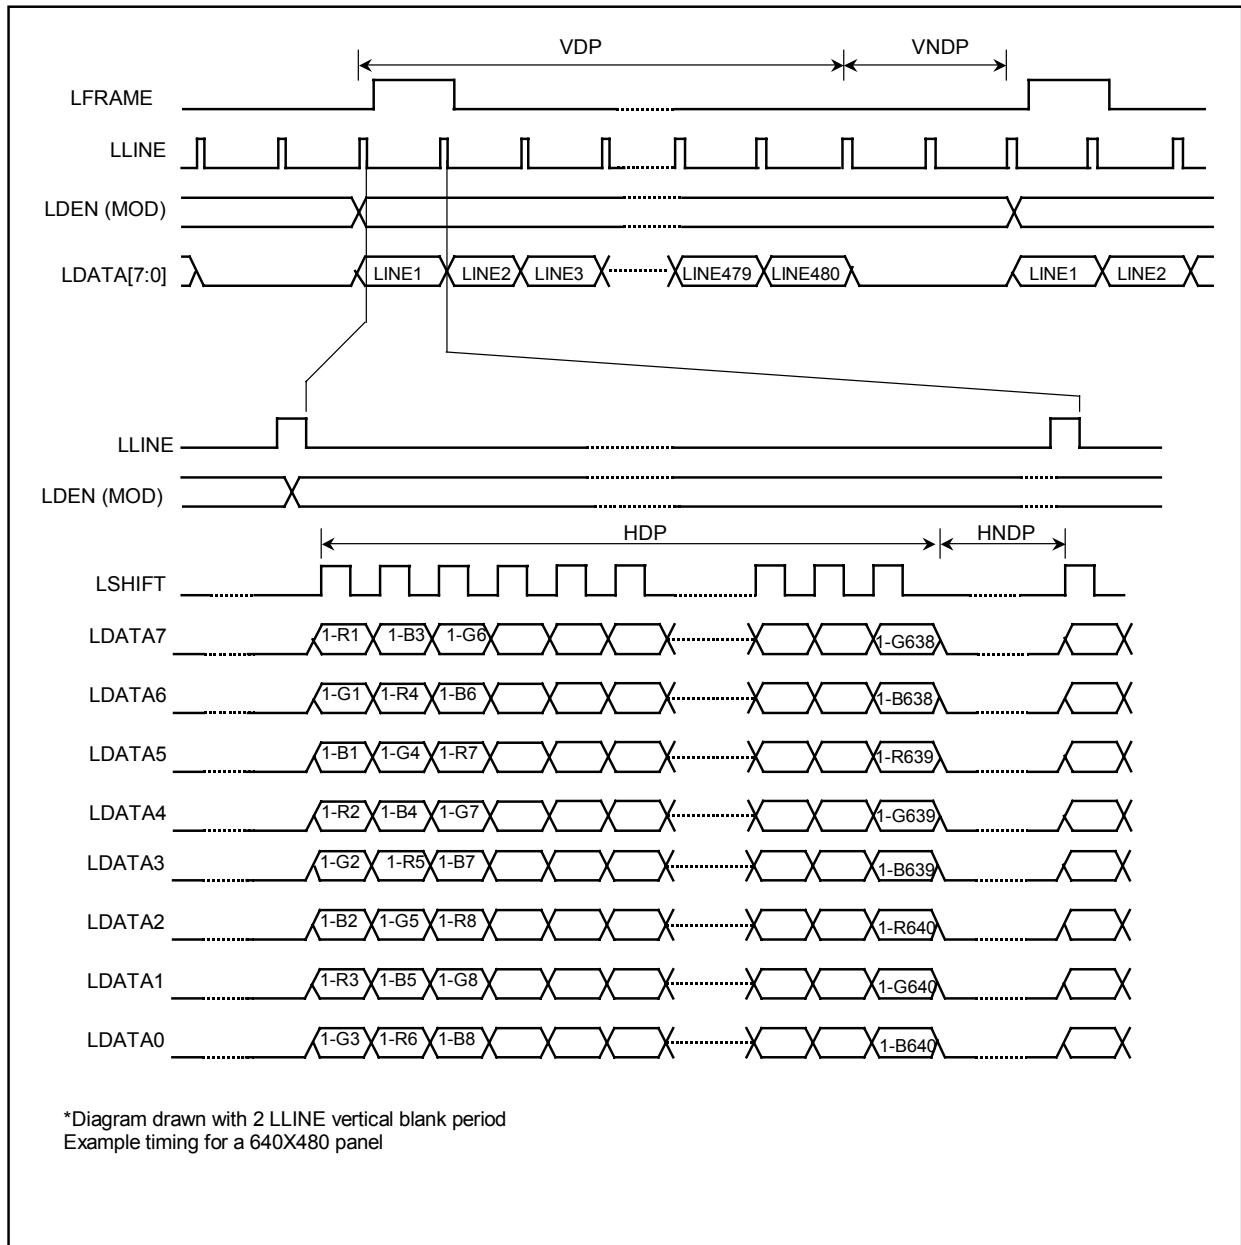 VDP VNDP
LFRAME
LLINE
LDEN (MOD)
LDATA[7:0] LINE1 LINE2 LINE3 LINE479 LINE480 LINE1 LINE2
LLINE
LDEN (MOD)
HDP HNDP
LSHIFT
LDATA7 1-R1 1-B3 1-G6 1-G638
LDATA6 1-G1 1-R4 1-B6 1-B638
LDATA5 1-B1 1-G4 1-R7 1-R639
LDATA4 1-R2 1-B4 1-G7 1-G639
LDATA3 1-G2 1-R5 1-B7 1-B639
LDATA2 1-B2 1-G5 1-R8 1-R640
LDATA1 1-R3 1-B5 1-G8 1-G640
LDATA0 1-G3 1-R6 1-B8 1-B640
*Diagram drawn with 2 LLINE vertical blank period
Example timing for a 640X480 panel